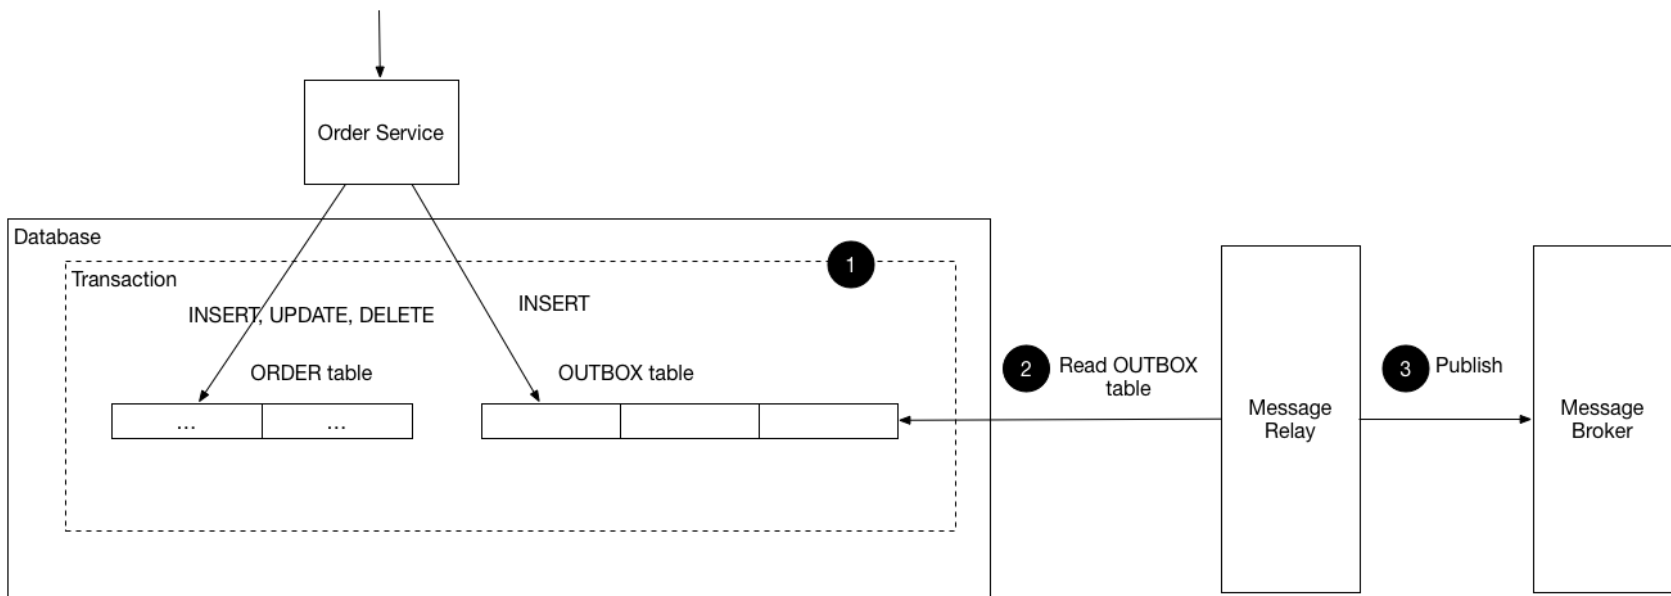 Order Service
Database
Transaction
1
INSERT, UPDATE, DELETE
INSERT
ORDER table
OUTBOX table
...
...
2
Read OUTBOX
table
3
Publish
Message
Relay
Message
Broker